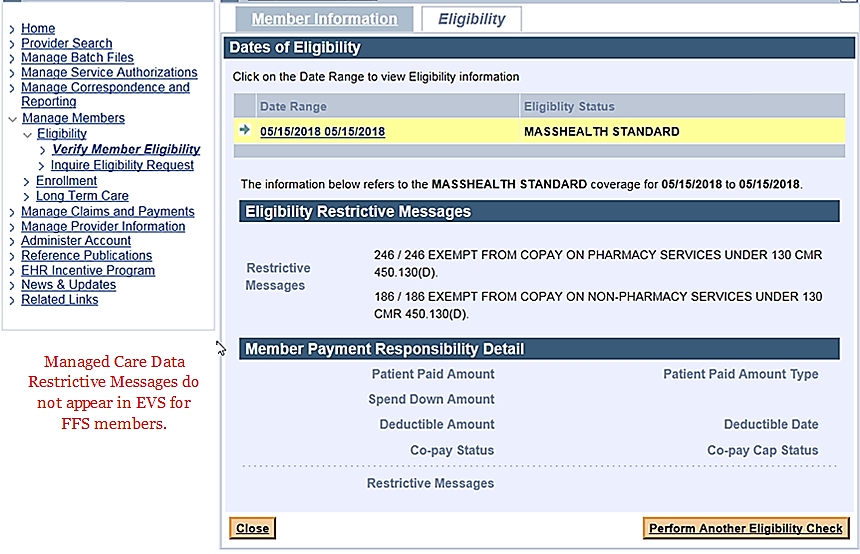 Home
Provider Search
Manage Batch Files
Manage Service Authorizations
Manage Correspondence and
Reporting
Manage Members
Eligibility
Verify Member Eligibility
Inquire Eligibility Request
Enrollment
Long Term Care
Manage Claims and Payments
Manage Provider Information
Administer Account
Reference Publications
EHR Incentive Program
News & Updates
Related Links
Managed Care Data
Restrictive Messages do
not appear in EVS for
FFS members.
Member Information Eligibility
Dates of Eligibility
Click on the Date Range to view Eligibility information
Date Range Eligiblity Status
05/15/2018 05/15/2018 MASSHEALTH STANDARD
The information below refers to the MASSHEALTH STANDARD coverage for 05/15/2018 to 05/15/2018.
Eligibility Restrictive Messages
Restrictive
Messages
246 / 246 EXEMPT FROM COPAY ON PHARMACY SERVICES UNDER 130 CMR
450.130(D).
186 / 186 EXEMPT FROM COPAY ON NON-PHARMACY SERVICES UNDER 130
CMR 450.130(D).
Member Payment Responsibility Detail
Patient Paid Amount Patient Paid Amount Type
Spend Down Amount
Deductible Amount Deductible Date
Co-pay Status Co-pay Cap Status
Restrictive Messages
Close Perform Another Eligibility Check